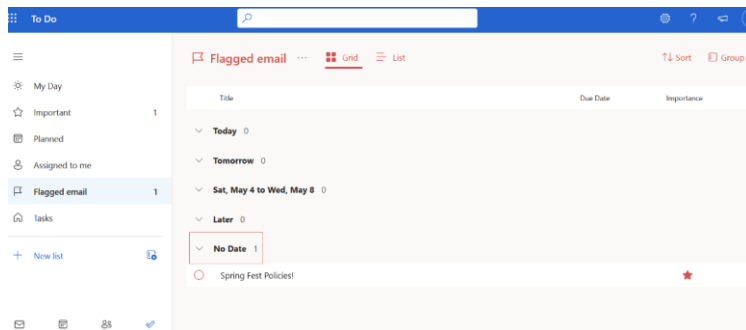 To Do
?
Flagged email ... Grid List
Sort Group
My Day
Important 1
Planned
Assigned to me
Flagged email 1
Tasks
New list
Title Due Date Importance
Today 0
Tomorrow 0
Sat, May 4 to Wed, May 8 0
Later 0
No Date 1
Spring Fest Policies!